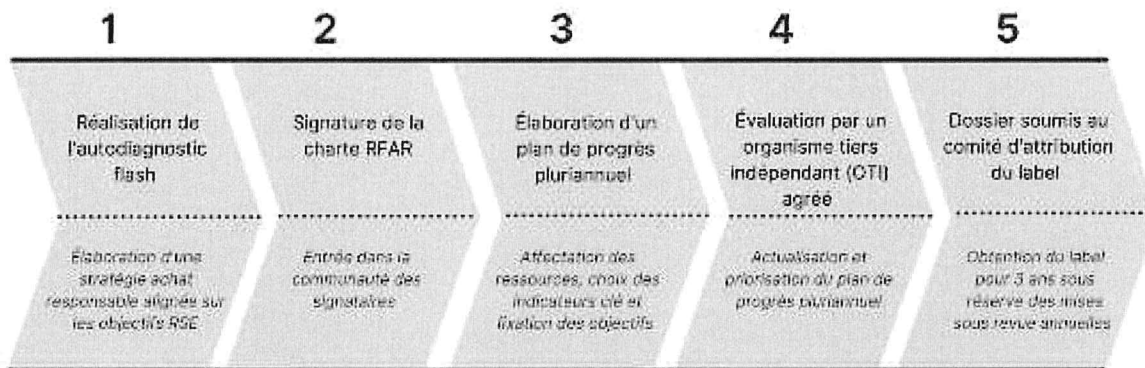 1
2
3
4
5
Réalisation de
l'autodiagnostic
flash
Signature de la
charte RFAR
Élaboration d'un
plan de progrès
pluriannuel
Évaluation par un
organisme tiers
indépendant (OTI)
agréé
Dossier soumis au
comité d'attribution
du label
Élaboration d'une
stratégie achat
responsable alignée sur
les objectifs RSE
Entrée dans la
communauté des
signataires
Affectation des
ressources, choix des
indicateurs clé et
fixation des objectifs
Actualisation et
priorisation du plan de
progrès pluriannuel
Obtention du label
pour 3 ans sous
réserve des mises
sous revue annuelles